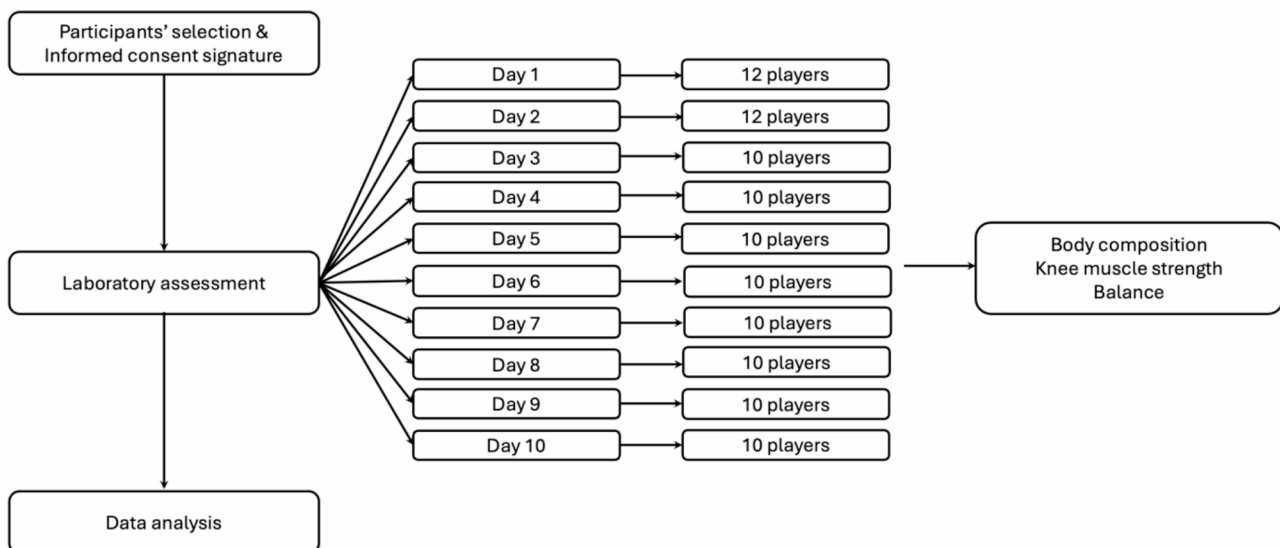 Participants’ selection &
Informed consent signature
Day 1
12 players
Day 2
12 players
Day 3
10 players
Day 4
10 players
Day 5
10 players
Laboratory assessment
Day 6
10 players
Day 7
10 players
Day 8
10 players
Day 9
10 players
Day 10
10 players
Body composition
Knee muscle strength
Balance
Data analysis